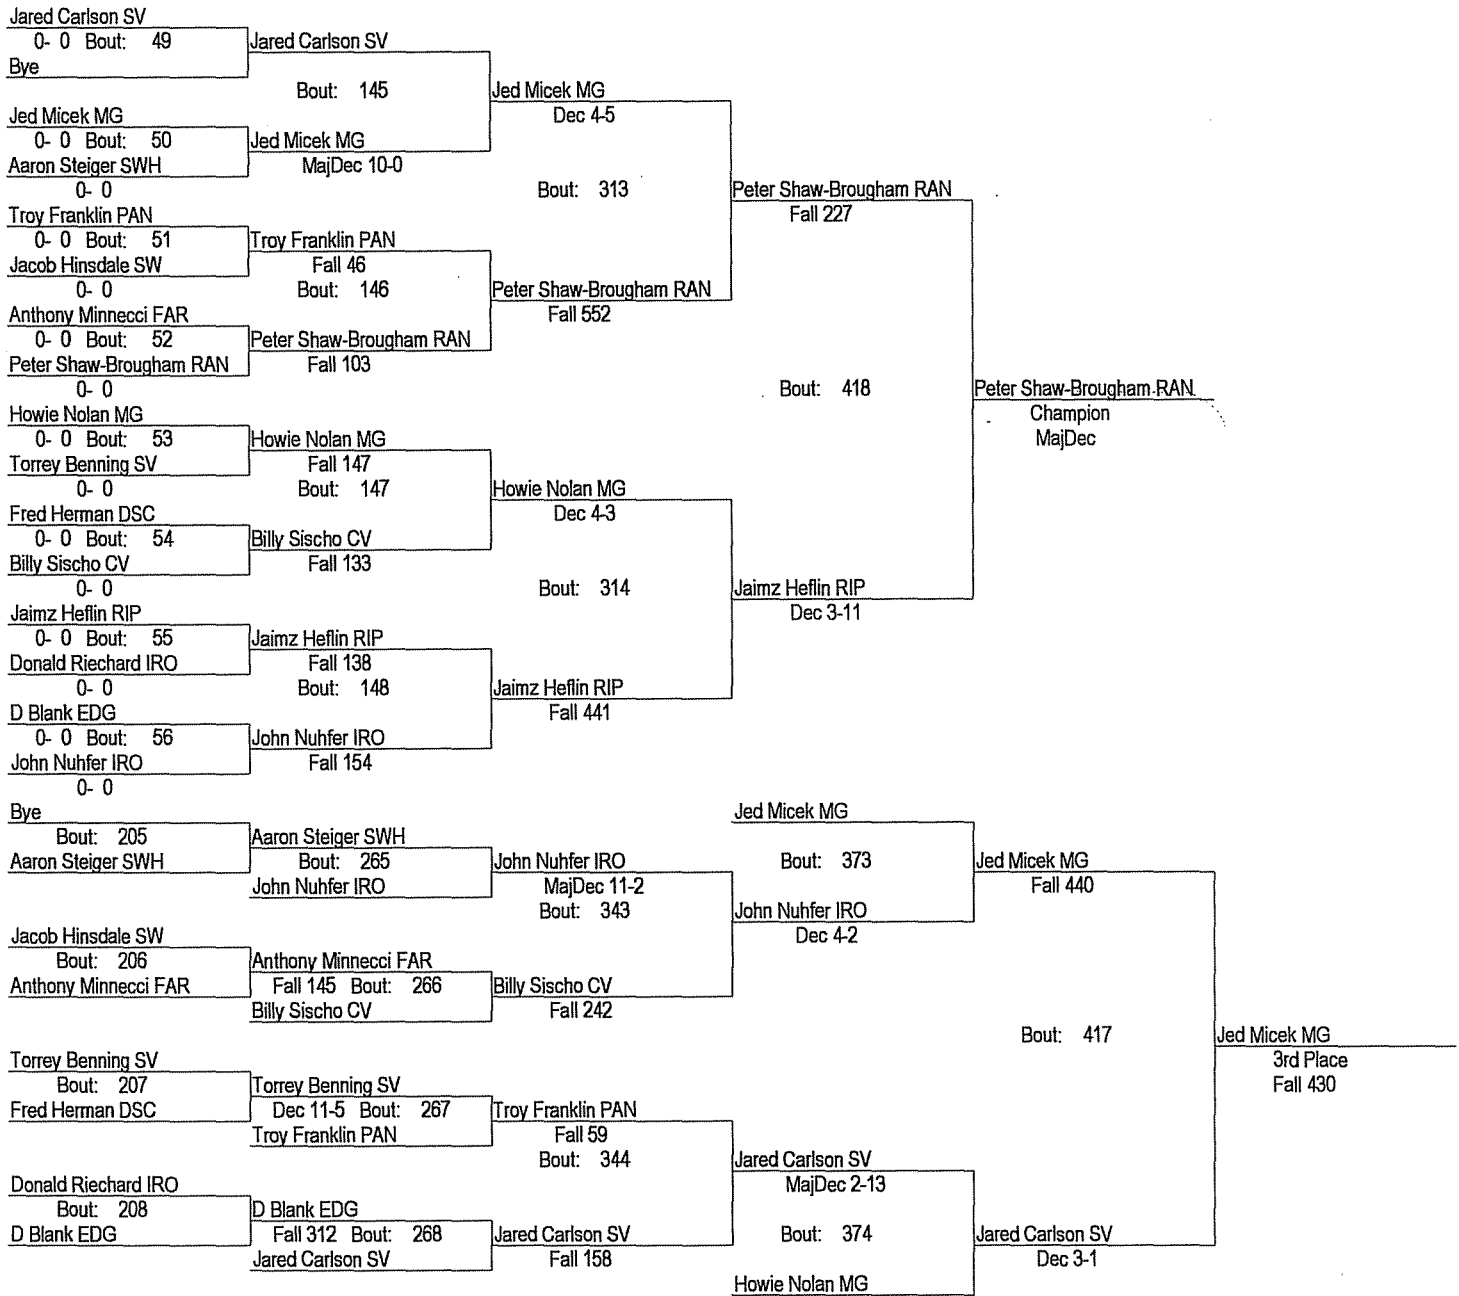 Jared Carlson SV
0- 0 Bout: 49
Bye
Jared Carlson SV
Bout: 145
Jed Micek MG
0- 0 Bout: 50
Aaron Steiger SWH
0- 0
Jed Micek MG
MajDec 10-0
Jed Micek MG
Dec 4-5
Bout: 313
Troy Franklin PAN
0- 0 Bout: 51
Jacob Hinsdale SW
0- 0
Troy Franklin PAN
Fall 46
Bout: 146
Anthony Minnecci FAR
0- 0 Bout: 52
Peter Shaw-Brougham RAN
0- 0
Peter Shaw-Brougham RAN
Fall 103
Peter Shaw-Brougham RAN
Fall 552
Peter Shaw-Brougham RAN
Fall 227
Bout: 418
Peter Shaw-Brougham RAN
Champion
MajDec
Howie Nolan MG
0- 0 Bout: 53
Torrey Benning SV
0- 0
Howie Nolan MG
Fall 147
Bout: 147
Fred Herman DSC
0- 0 Bout: 54
Billy Sischo CV
0- 0
Billy Sischo CV
Fall 133
Howie Nolan MG
Dec 4-3
Bout: 314
Jaimz Heflin RIP
0- 0 Bout: 55
Donald Riechard IRO
0- 0
Jaimz Heflin RIP
Fall 138
Bout: 148
D Blank EDG
0- 0 Bout: 56
John Nuhfer IRO
0- 0
John Nuhfer IRO
Fall 154
Jaimz Heflin RIP
Fall 441
Jaimz Heflin RIP
Dec 3-11
Bye
Bout: 205
Aaron Steiger SWH
Aaron Steiger SWH
Bout: 265
John Nuhfer IRO
John Nuhfer IRO
MajDec 11-2
Bout: 343
Jacob Hinsdale SW
Bout: 206
Anthony Minnecci FAR
Anthony Minnecci FAR
Fall 145 Bout: 266
Billy Sischo CV
Billy Sischo CV
Fall 242
Jed Micek MG
Bout: 373
John Nuhfer IRO
Dec 4-2
Jed Micek MG
Fall 440
Bout: 417
Jed Micek MG
3rd Place
Fall 430
Torrey Benning SV
Bout: 207
Fred Herman DSC
Torrey Benning SV
Dec 11-5 Bout: 267
Troy Franklin PAN
Troy Franklin PAN
Fall 59
Bout: 344
Donald Riechard IRO
Bout: 208
D Blank EDG
D Blank EDG
Fall 312 Bout: 268
Jared Carlson SV
Jared Carlson SV
Fall 158
Jared Carlson SV
MajDec 2-13
Bout: 374
Howie Nolan MG
Jared Carlson SV
Dec 3-1